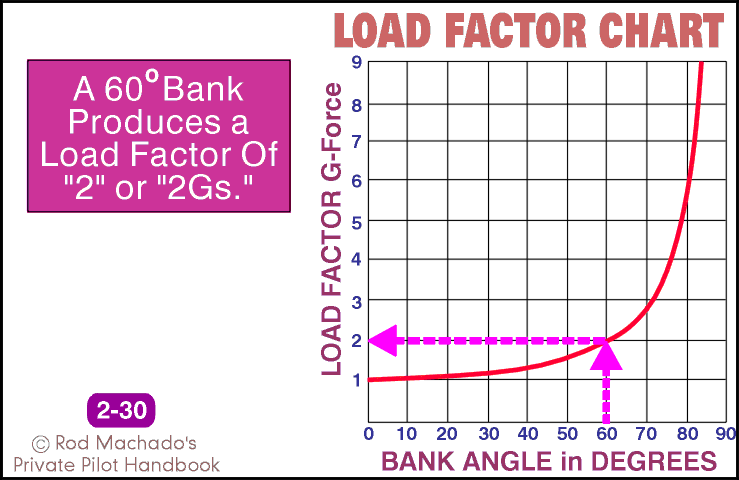 LOAD FACTOR CHART
A 60° Bank
Produces a
Load Factor Of
"2" or "2Gs."
LOAD FACTOR G-Force
9
8
7
6
5
4
3
2
1
0 10 20 30 40 50 60 70 80 90
BANK ANGLE in DEGREES
2-30
© Rod Machado's
Private Pilot Handbook